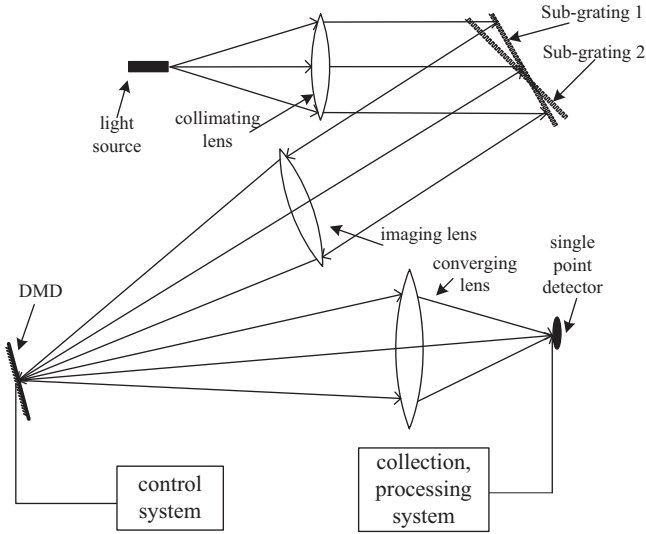 Sub-grating 1
Sub-grating 2
light
source
collimating
lens
imaging lens
converging
lens
single
point
detector
DMD
control
system
collection,
processing
system